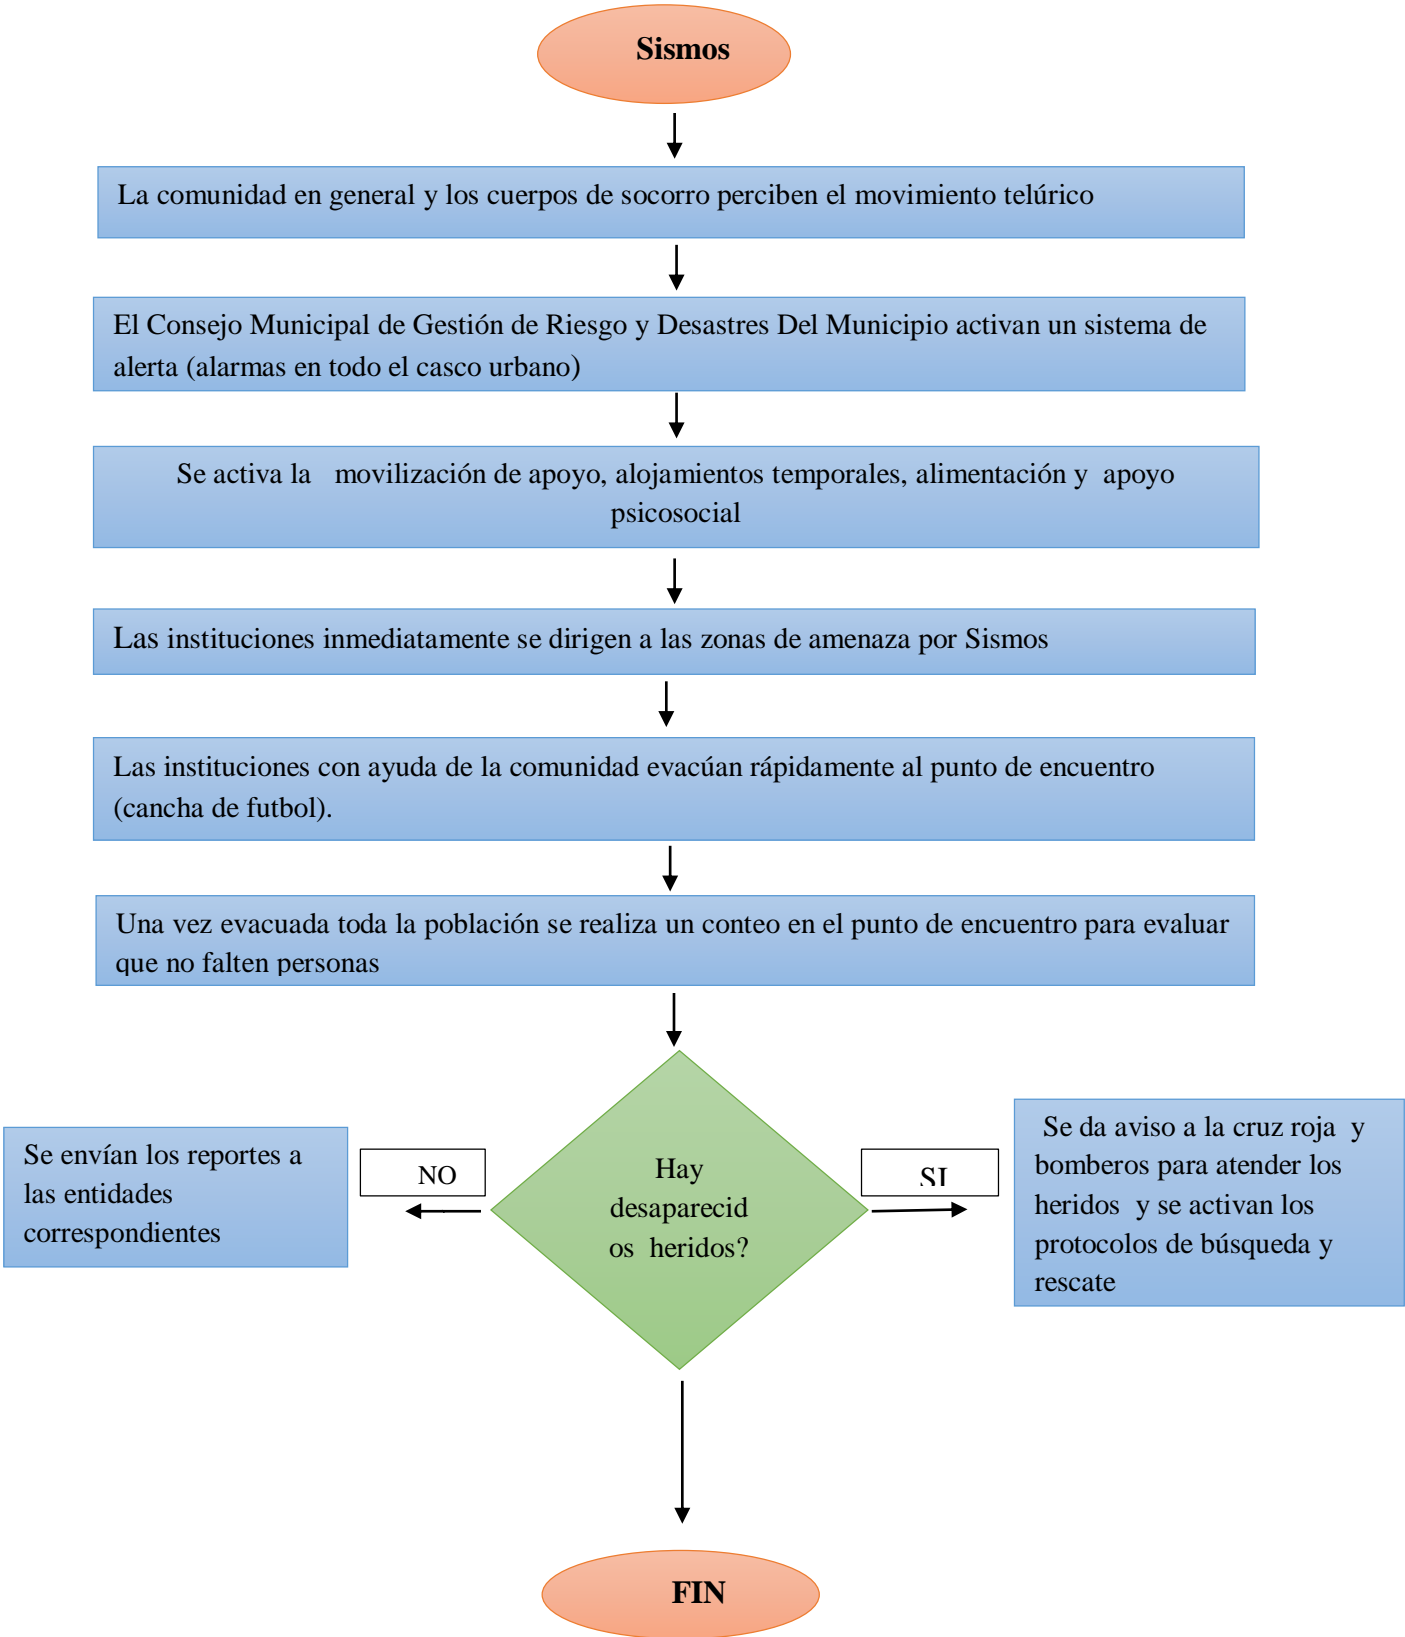 Sismos
La comunidad en general y los cuerpos de socorro perciben el movimiento telúrico
El Consejo Municipal de Gestión de Riesgo y Desastres Del Municipio activan un sistema de
alerta (alarmas en todo el casco urbano)
Se activa la movilización de apoyo, alojamientos temporales, alimentación y apoyo
psicosocial
Las instituciones inmediatamente se dirigen a las zonas de amenaza por Sismos
Las instituciones con ayuda de la comunidad evacúan rápidamente al punto de encuentro
(cancha de futbol).
Una vez evacuada toda la población se realiza un conteo en el punto de encuentro para evaluar
que no falten personas
Se envían los reportes a
las entidades
correspondientes
NO
Hay
desaparecid
os heridos?
SI
Se da aviso a la cruz roja y
bomberos para atender los
heridos y se activan los
protocolos de búsqueda y
rescate
FIN